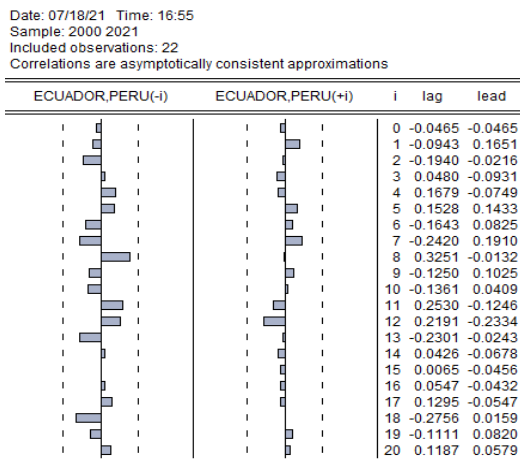 Date: 07/18/21 Time: 16:55
Sample: 2000 2021
Included observations: 22
Correlations are asymptotically consistent approximations
ECUADOR,PERU(-i) ECUADOR,PERU(+i) i lag lead
0 -0.0465 -0.0465
1 -0.0943 0.1651
2 -0.1940 -0.0216
3 0.0480 -0.0931
4 0.1679 -0.0749
5 0.1528 0.1433
6 -0.1643 0.0825
7 -0.2420 0.1910
8 0.3251 -0.0132
9 -0.1250 0.1025
10 -0.1361 0.0409
11 0.2530 -0.1246
12 0.2191 -0.2334
13 -0.2301 -0.0243
14 0.0426 -0.0678
15 0.0065 -0.0456
16 0.0547 -0.0432
17 0.1295 -0.0547
18 -0.2756 0.0159
19 -0.1111 0.0820
20 0.1187 0.0579